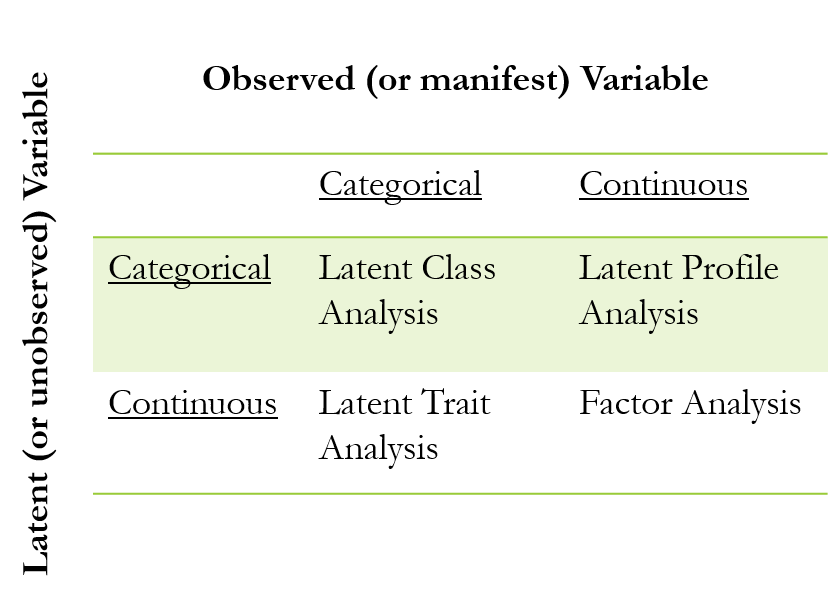 Observed (or manifest) Variable
Latent (or unobserved) Variable
Categorical Continuous
Categorical Latent Class Latent Profile
Analysis Analysis
Continuous Latent Trait Factor Analysis
Analysis